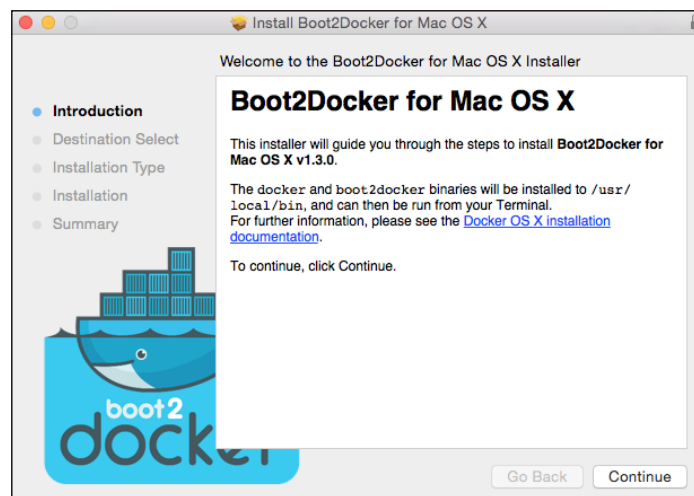 Install Boot2Docker for Mac OS X
Welcome to the Boot2Docker for Mac OS X Installer
Introduction
Destination Select
Installation Type
Installation
Summary
Boot2Docker for Mac OS X
This installer will guide you through the steps to install Boot2Docker for
Mac OS X v1.3.0.
The docker and boot2docker binaries will be installed to /usr/
local/bin, and can then be run from your Terminal.
For further information, please see the Docker OS X installation
documentation.
To continue, click Continue.
boot2
docker
Go Back
Continue